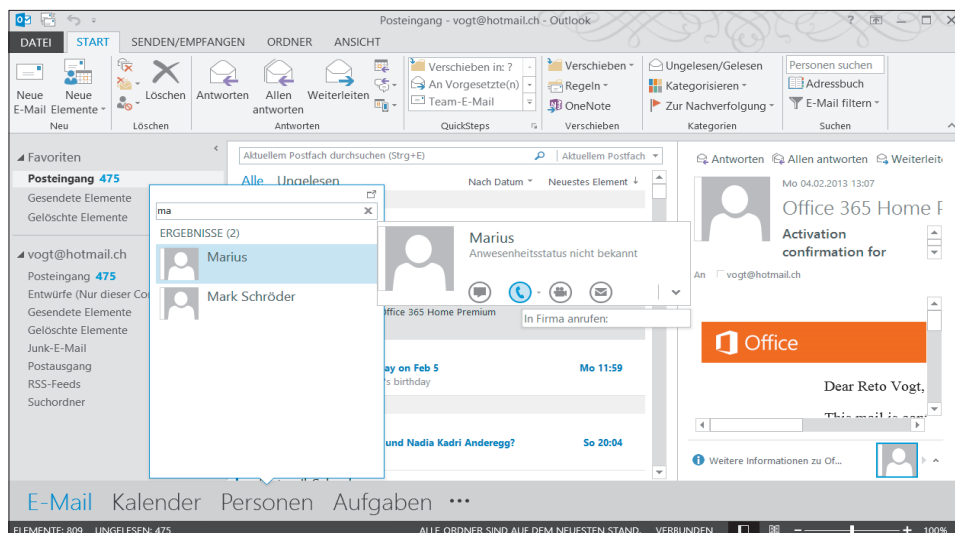 Posteingang - vogt@hotmail.ch - Outlook
DATEI START SENDEN/EMPFANGEN ORDNER ANSICHT
Neue E-Mail
Neue Elemente
Löschen
Antworten
Allen antworten
Weiterleiten
Verschieben in: ?
An Vorgesetzte(n)
Team-E-Mail
Verschieben
Regeln
OneNote
Ungelesen/Gelesen
Kategorisieren
Zur Nachverfolgung
Personen suchen
Adressbuch
E-Mail filtern
Neu Löschen Antworten QuickSteps Verschieben Kategorien Suchen
Favoriten
Posteingang 475
Gesendete Elemente
Gelöschte Elemente
vogt@hotmail.ch
Posteingang 475
Entwürfe (Nur dieser Co
Gesendete Elemente
Gelöschte Elemente
Junk-E-Mail
Postausgang
RSS-Feeds
Suchordner
Aktuellem Postfach durchsuchen (Strg+E) Aktuellem Postfach
Alle Ungelesen Nach Datum Neuestes Element
ma
ERGEBNISSE (2)
Marius
Mark Schröder
Marius
Anwesenheitsstatus nicht bekannt
In Firma anrufen:
Office 365 Home Premium
ay on Feb 5 Mo 11:59
's birthday
und Nadia Kadri Anderegg? So 20:04
Antworten Allen antworten Weiterleit
Mo 04.02.2013 13:07
Office 365 Home P
Activation
confirmation for
An vogt@hotmail.ch
Office
Dear Reto Vogt,
Weitere Informationen zu Of...
E-Mail Kalender Personen Aufgaben •••
ELEMENTE: 809 UNGELESEN: 475 ALLE ORDNER SIND AUF DEM NEUESTEN STAND. VERBUNDEN 100%